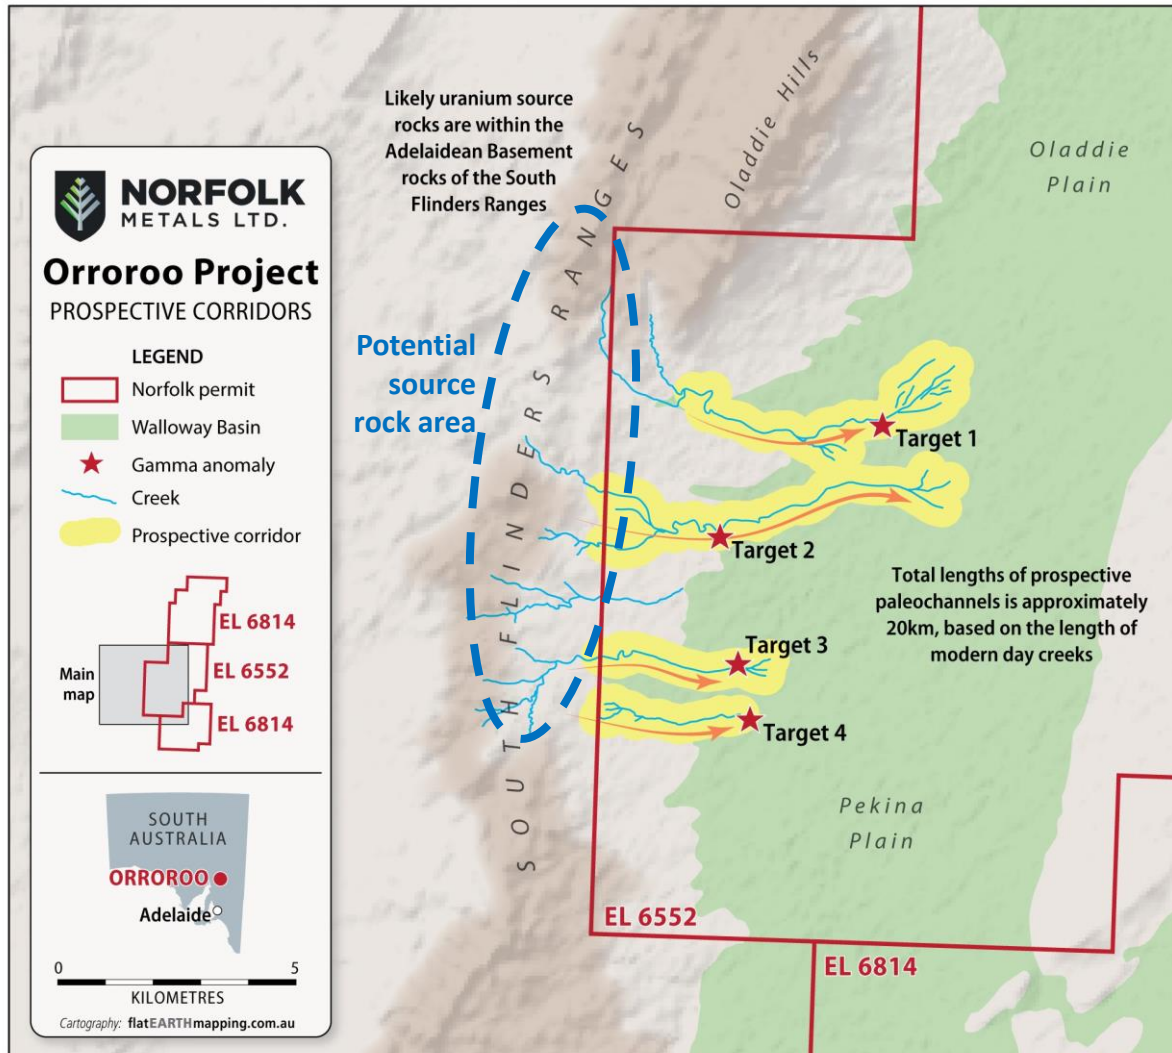 NORFOLK
METALS LTD.
Orroroo Project
PROSPECTIVE CORRIDORS
LEGEND
Norfolk permit
Walloway Basin
Gamma anomaly
Creek
Prospective corridor
EL 6814
EL 6552
EL 6814
Main
map
SOUTH
AUSTRALIA
ORROROO
Adelaide
0 5
KILOMETRES
Cartography: flatEARTHmapping.com.au
Likely uranium source
rocks are within the
Adelaidean Basement
rocks of the South
Flinders Ranges
Potential
source
rock area
SOUTH FLINDERS RANGES
Oladdie Hills
Oladdie
Plain
Target 1
Target 2
Total lengths of prospective
paleochannels is approximately
20km, based on the length of
modern day creeks
Target 3
Target 4
Pekina
Plain
EL 6552
EL 6814